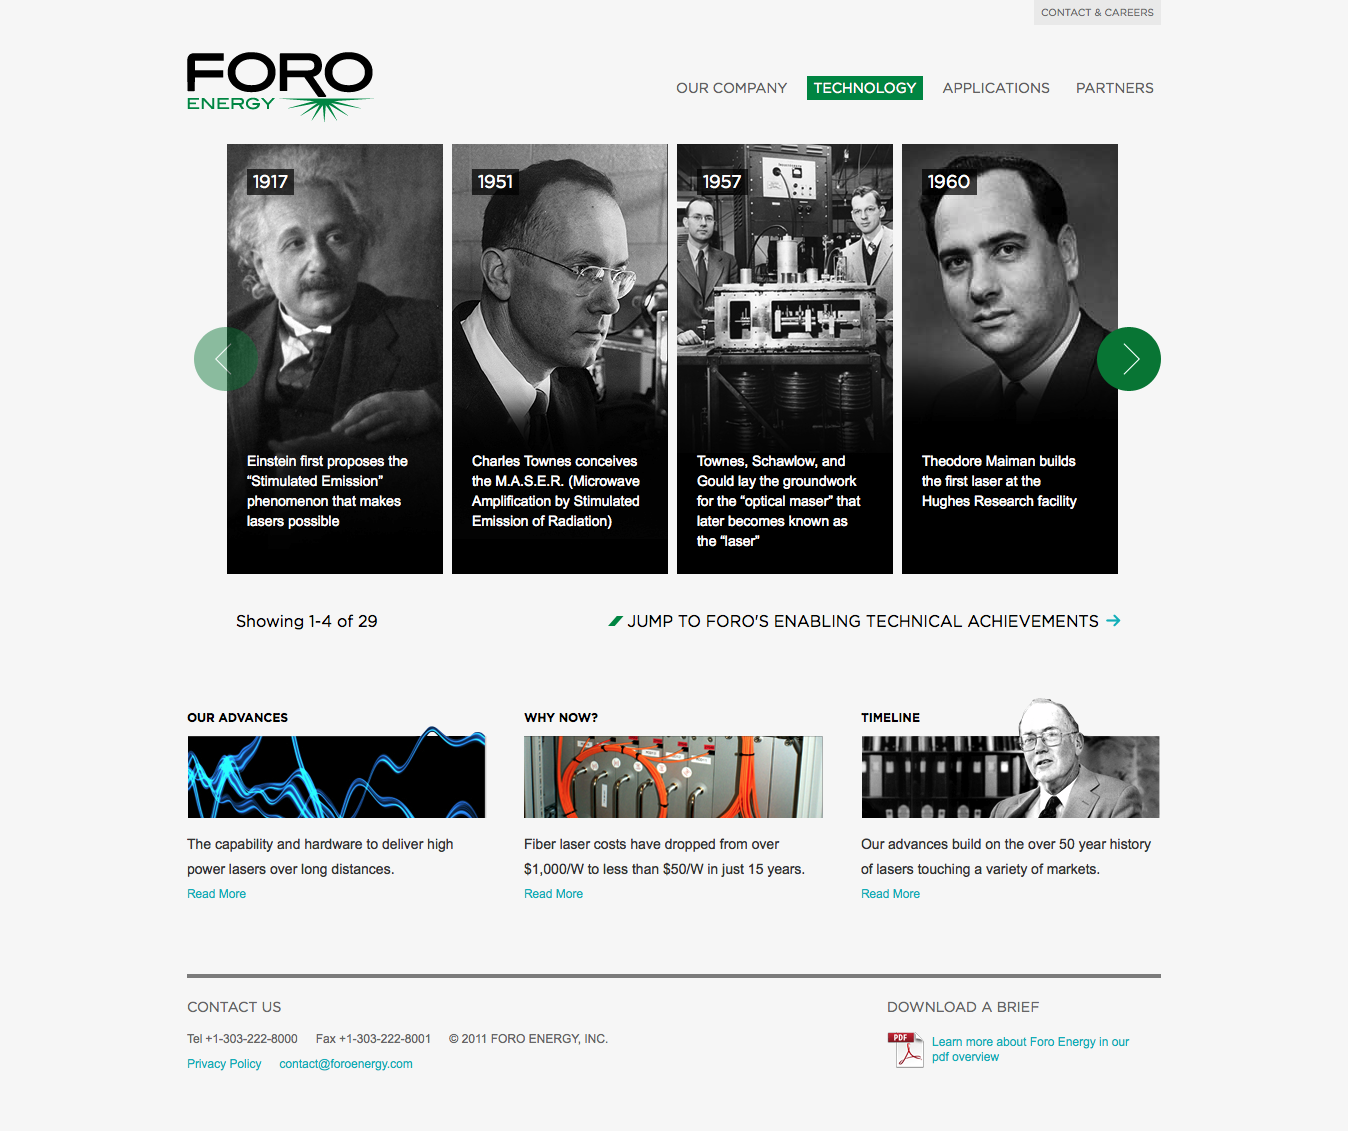 CONTACT & CAREERS
FORO
ENERGY
OUR COMPANY
TECHNOLOGY
APPLICATIONS
PARTNERS
1917
Einstein first proposes the
“Stimulated Emission”
phenomenon that makes
lasers possible
1951
Charles Townes conceives
the M.A.S.E.R. (Microwave
Amplification by Stimulated
Emission of Radiation)
1957
Townes, Schawlow, and
Gould lay the groundwork
for the “optical maser” that
later becomes known as
the “laser”
1960
Theodore Maiman builds
the first laser at the
Hughes Research facility
Showing 1-4 of 29
JUMP TO FORO'S ENABLING TECHNICAL ACHIEVEMENTS
OUR ADVANCES
The capability and hardware to deliver high
power lasers over long distances.
Read More
WHY NOW?
Fiber laser costs have dropped from over
$1,000/W to less than $50/W in just 15 years.
Read More
TIMELINE
Our advances build on the over 50 year history
of lasers touching a variety of markets.
Read More
CONTACT US
Tel +1-303-222-8000 Fax +1-303-222-8001 © 2011 FORO ENERGY, INC.
Privacy Policy contact@foroenergy.com
DOWNLOAD A BRIEF
PDF
Learn more about Foro Energy in our
pdf overview